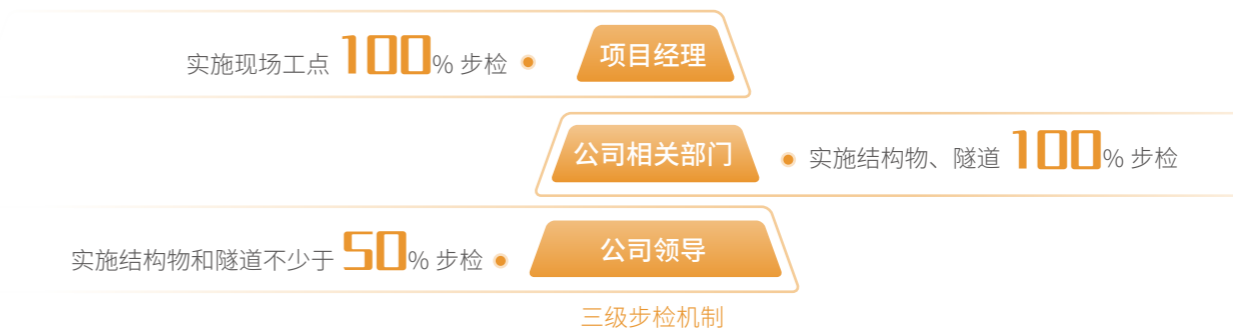 实施现场工点 100% 步检
项目经理
公司相关部门
实施结构物、隧道 100% 步检
实施结构物和隧道不少于 50% 步检
公司领导
三级步检机制